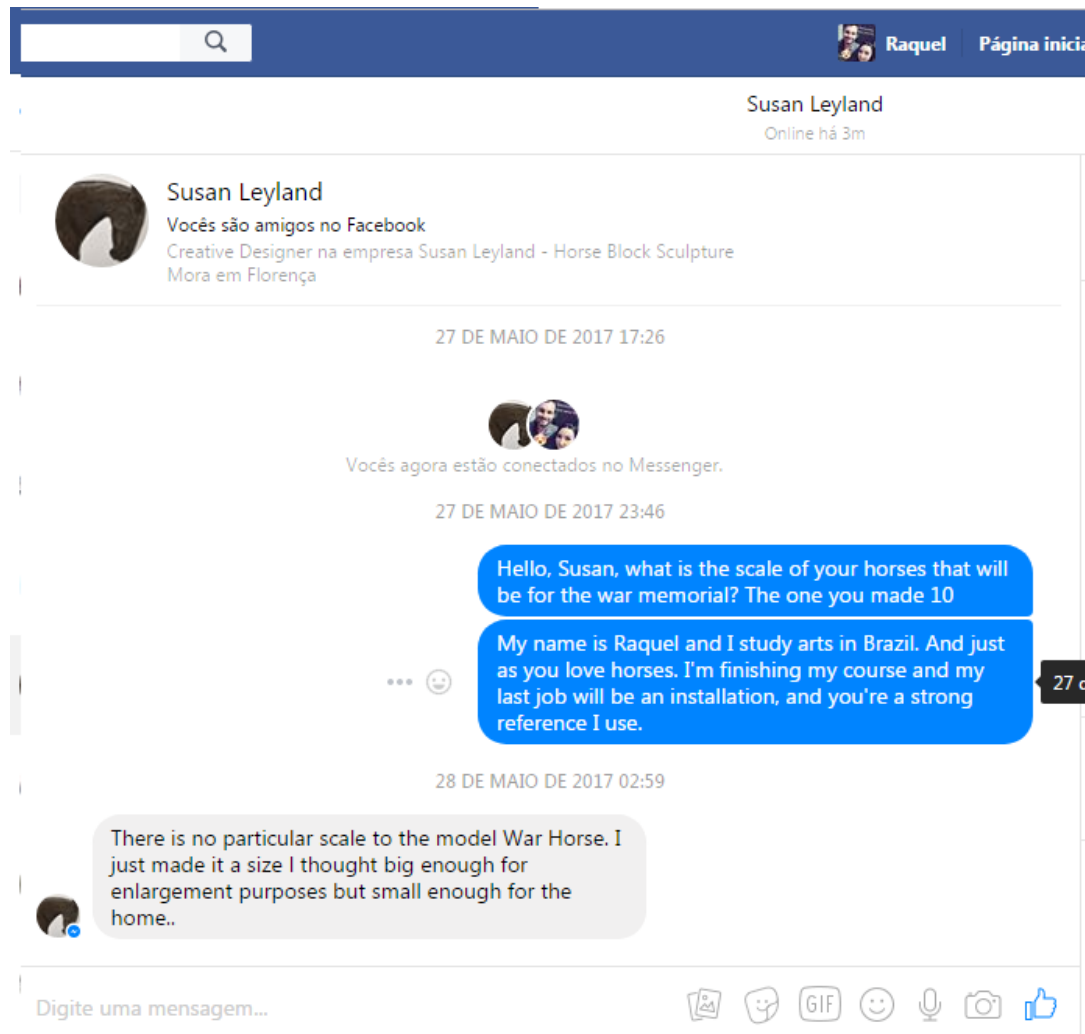 Raquel
Página inicia
Susan Leyland
Online há 3m
Susan Leyland
Vocês são amigos no Facebook
Creative Designer na empresa Susan Leyland - Horse Block Sculpture
Mora em Florença
27 DE MAIO DE 2017 17:26
Vocês agora estão conectados no Messenger.
27 DE MAIO DE 2017 23:46
Hello, Susan, what is the scale of your horses that will
be for the war memorial? The one you made 10
My name is Raquel and I study arts in Brazil. And just
as you love horses. I'm finishing my course and my
last job will be an installation, and you're a strong
reference I use.
27 d
28 DE MAIO DE 2017 02:59
There is no particular scale to the model War Horse. I
just made it a size I thought big enough for
enlargement purposes but small enough for the
home..
Digite uma mensagem...
GIF